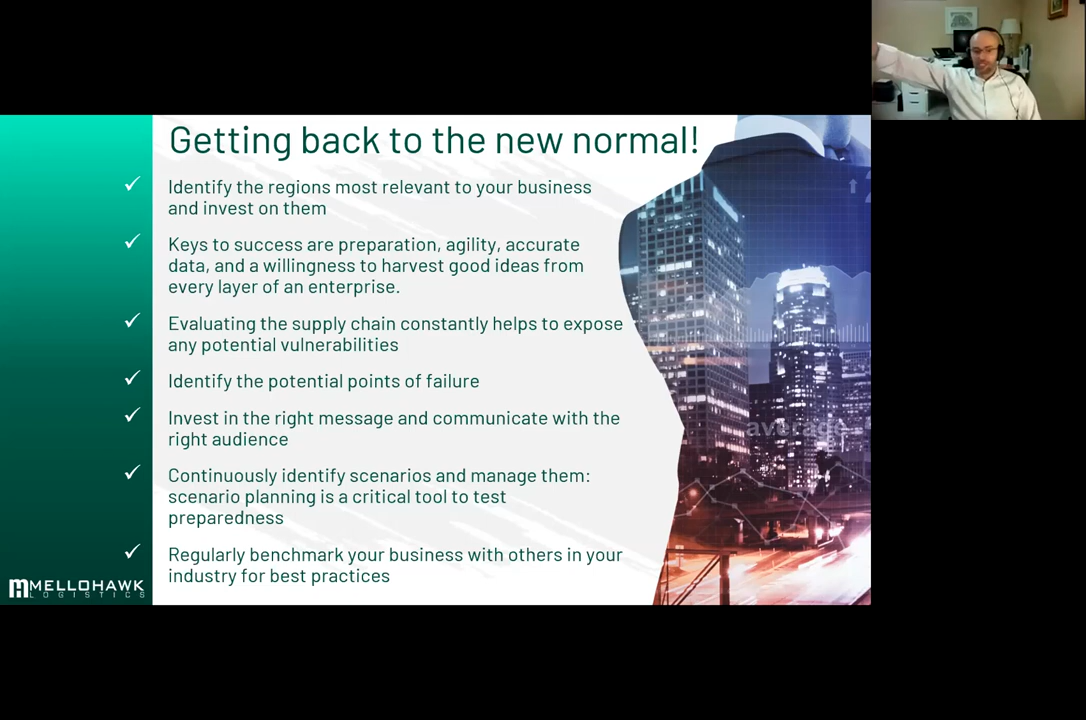 Getting back to the new normal!
Identify the regions most relevant to your business
and invest on them
Keys to success are preparation, agility, accurate
data, and a willingness to harvest good ideas from
every layer of an enterprise.
Evaluating the supply chain constantly helps to expose
any potential vulnerabilities
Identify the potential points of failure
Invest in the right message and communicate with the
right audience
Continuously identify scenarios and manage them:
scenario planning is a critical tool to test
preparedness
Regularly benchmark your business with others in your
industry for best practices
average
MELLOHAWK
LOGISTICS